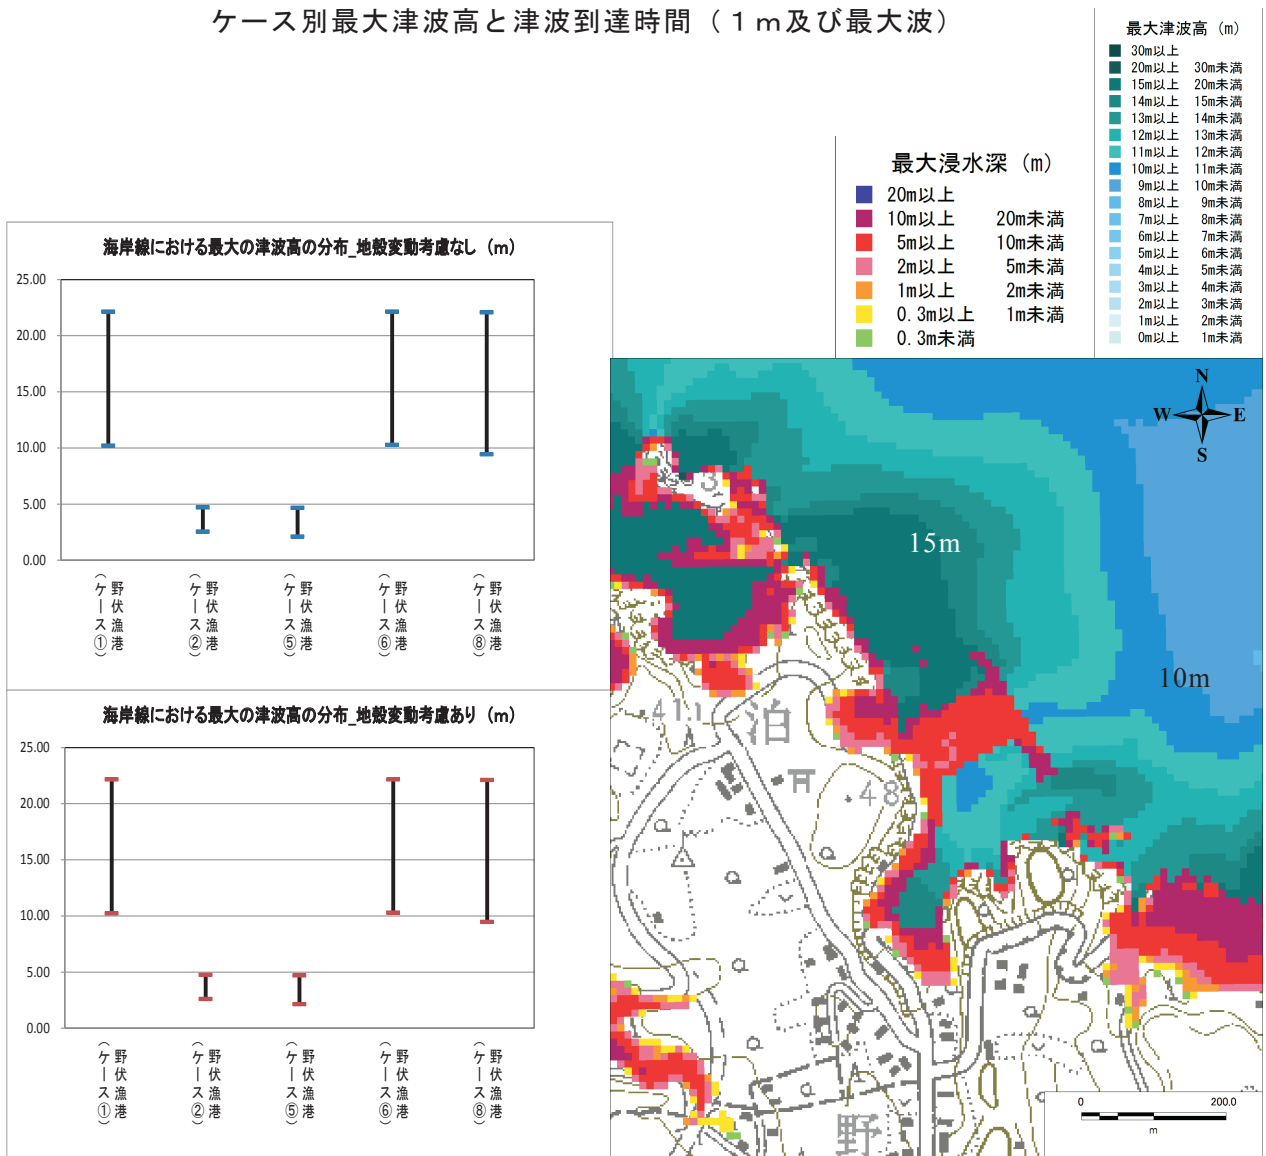 ケース別最大津波高と津波到達時間（１ｍ及び最大波）
最大津波高 (m)
30m以上
20m以上 30m未満
15m以上 20m未満
14m以上 15m未満
13m以上 14m未満
12m以上 13m未満
11m以上 12m未満
10m以上 11m未満
9m以上 10m未満
8m以上 9m未満
7m以上 8m未満
6m以上 7m未満
5m以上 6m未満
4m以上 5m未満
3m以上 4m未満
2m以上 3m未満
1m以上 2m未満
0m以上 1m未満
最大浸水深 (m)
20m以上
10m以上 20m未満
5m以上 10m未満
2m以上 5m未満
1m以上 2m未満
0.3m以上 1m未満
0.3m未満
海岸線における最大の津波高の分布_地殻変動考慮なし (m)
25.00
20.00
15.00
10.00
5.00
0.00
野伏漁港
（ケース①）
野伏漁港
（ケース②）
野伏漁港
（ケース⑤）
野伏漁港
（ケース⑥）
野伏漁港
（ケース⑧）
海岸線における最大の津波高の分布_地殻変動考慮あり (m)
25.00
20.00
15.00
10.00
5.00
0.00
野伏漁港
（ケース①）
野伏漁港
（ケース②）
野伏漁港
（ケース⑤）
野伏漁港
（ケース⑥）
野伏漁港
（ケース⑧）
N
W E
S
15m
10m
泊
48
野
0 200.0
m